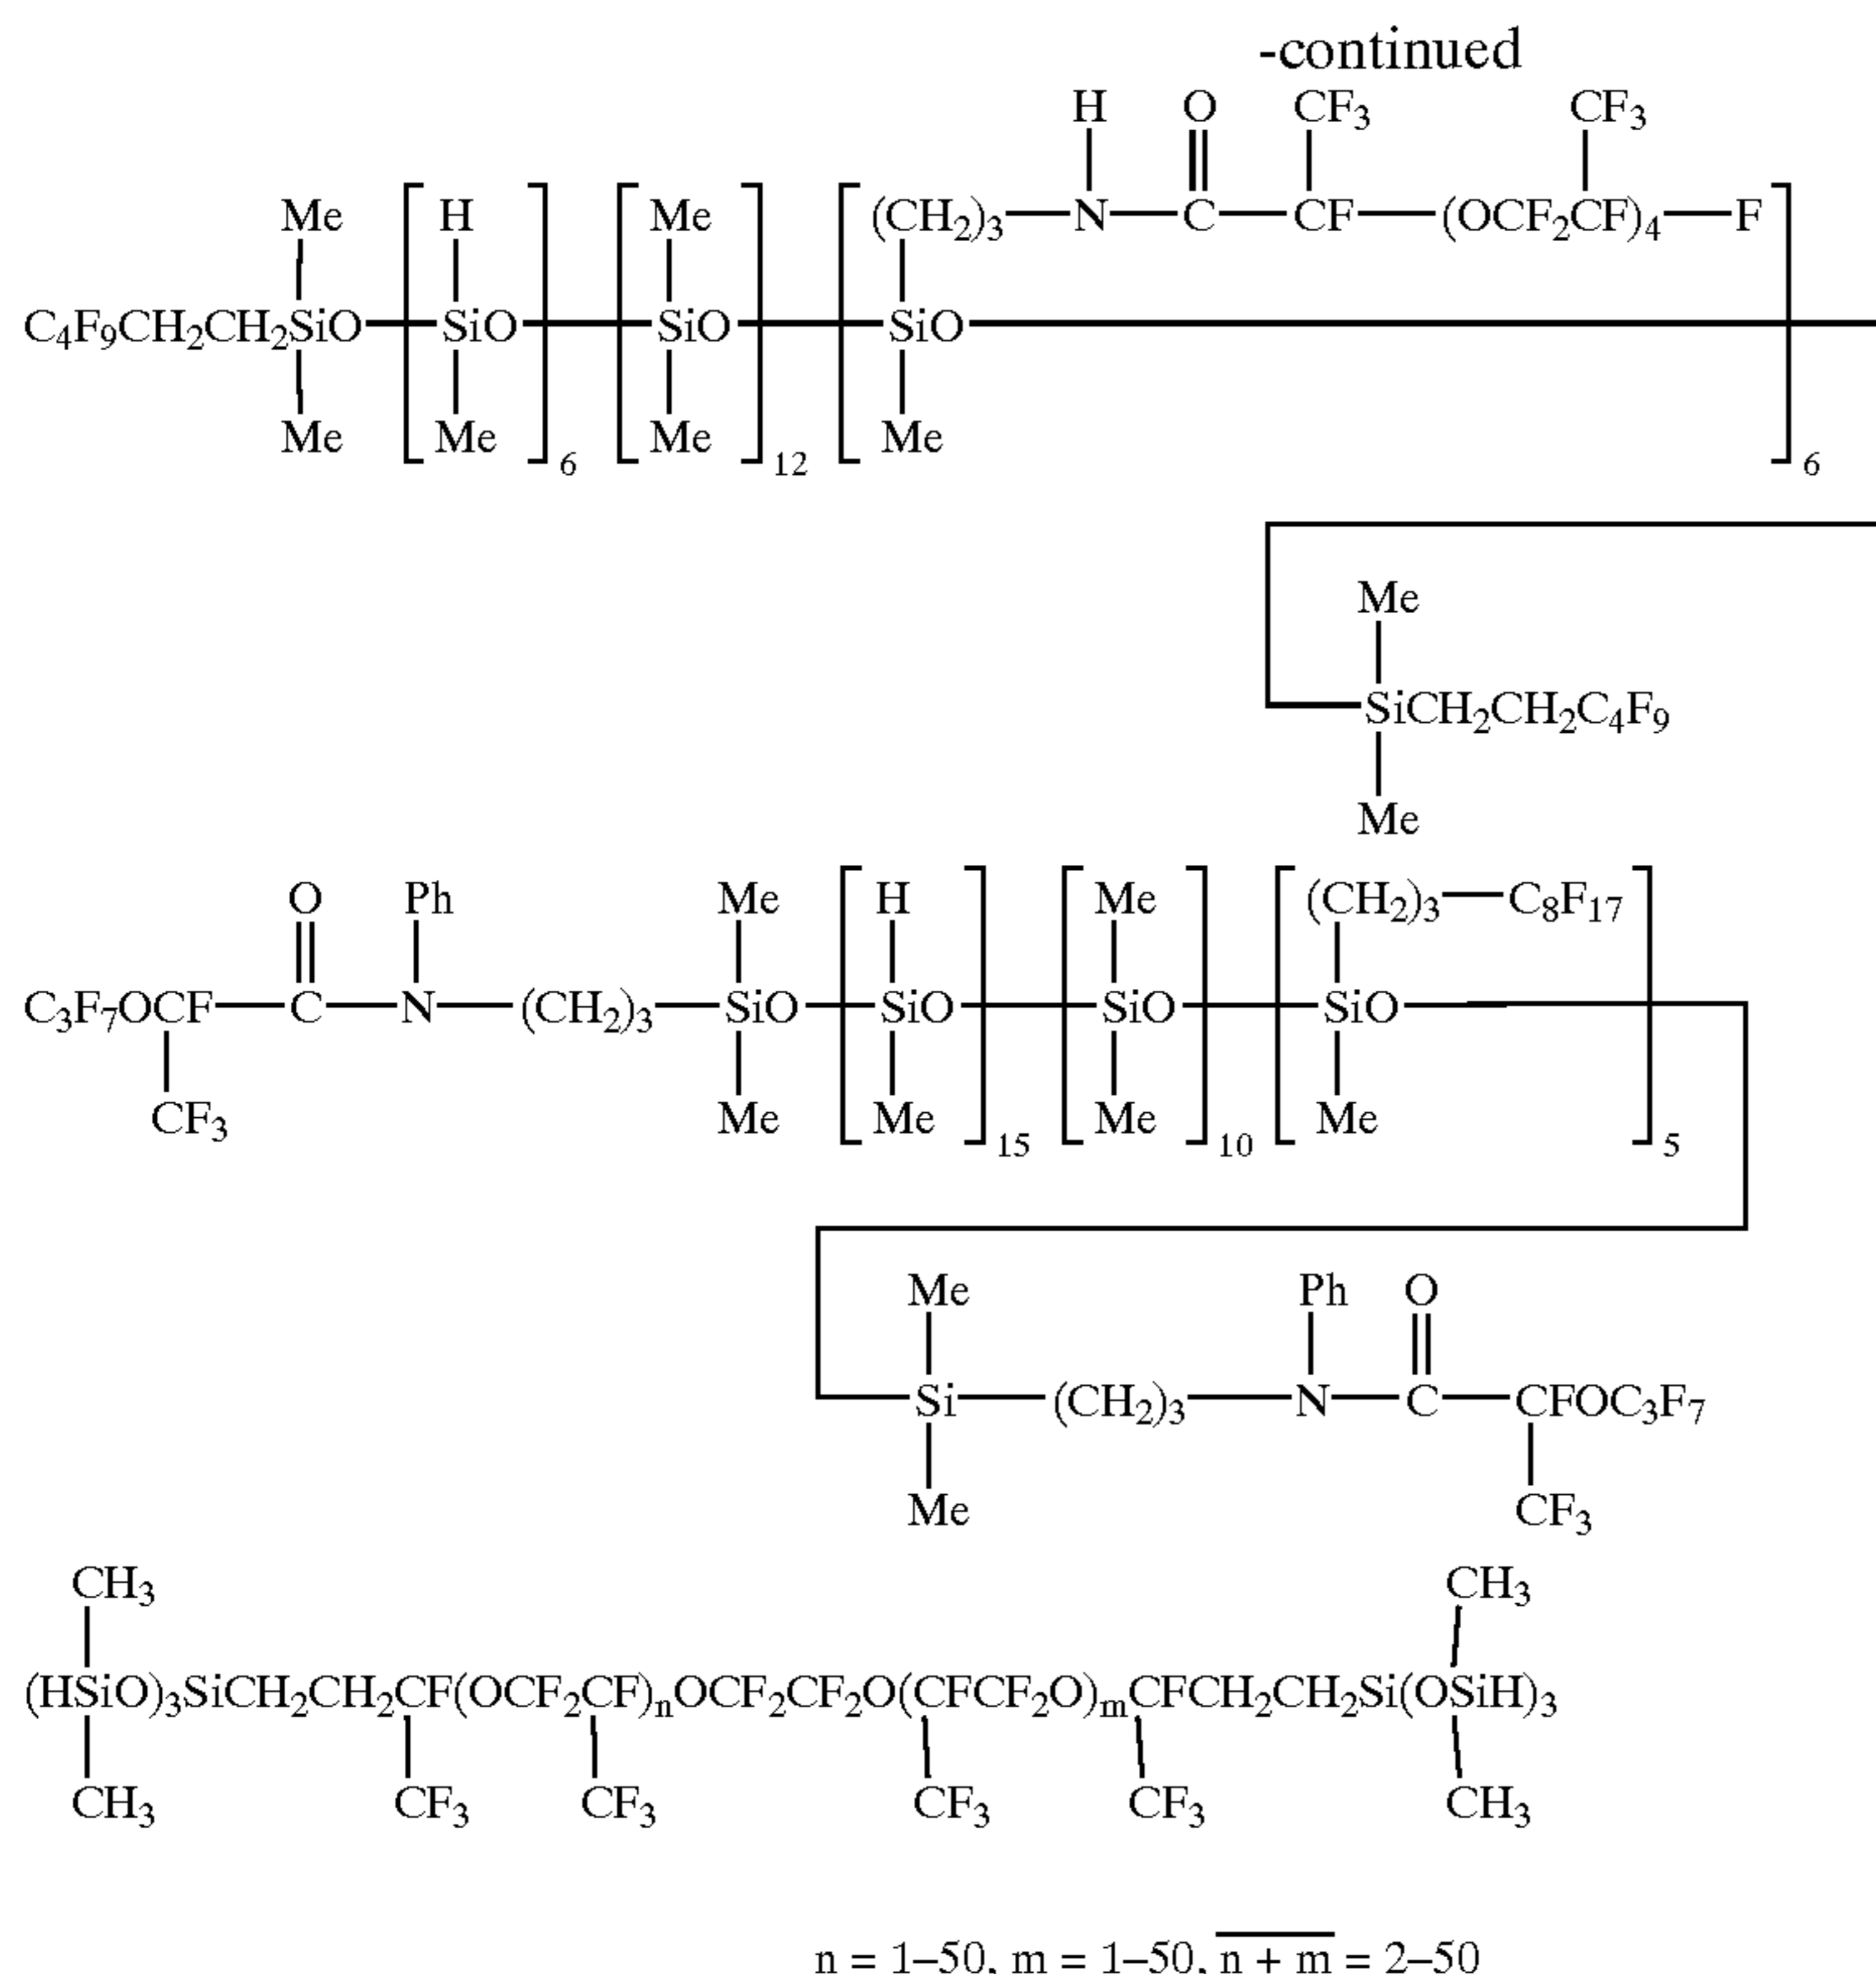 -continued
H O CF3 CF3
Me H Me (CH2)3 N C CF (OCF2CF)4 F
C4F9CH2CH2SiO SiO SiO SiO
Me Me Me Me
6 12 6
Me
SiCH2CH2C4F9
Me
O Ph Me H Me (CH2)3 C8F17
C3F7OCF C N (CH2)3 SiO SiO SiO SiO
CF3 Me Me Me Me
15 10 5
Me Ph O
Si (CH2)3 N C CFOC3F7
Me CF3
CH3 CH3
(HSiO)3SiCH2CH2CF(OCF2CF)nOCF2CF2O(CFCF2O)mCFCH2CH2Si(OSiH)3
CH3 CF3 CF3 CF3 CF3 CH3
n = 1–50, m = 1–50, n + m = 2–50